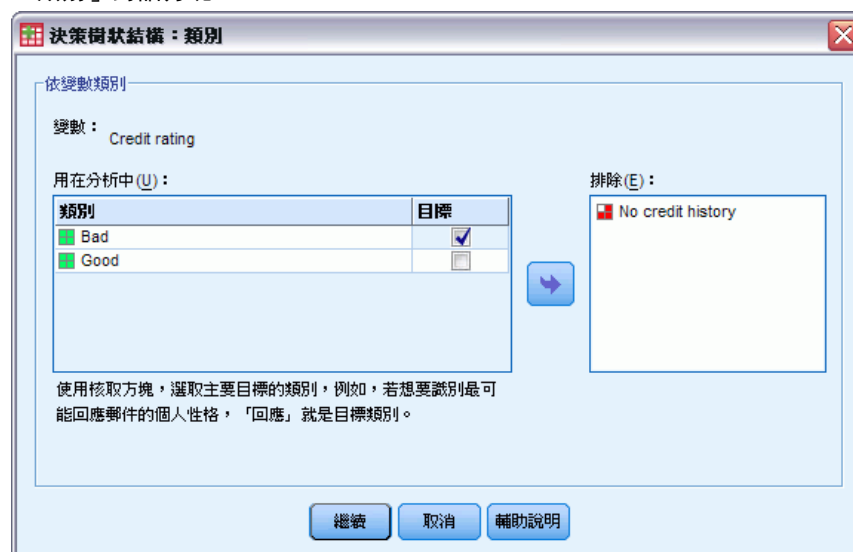 決策樹狀結構：類別
依變數類別
變數：
Credit rating
用在分析中(U)：
類別 目標
Bad
Good
排除(E)：
No credit history
使用核取方塊，選取主要目標的類別，例如，若想要識別最可
能回應郵件的個人性格，「回應」就是目標類別。
繼續 取消 輔助說明